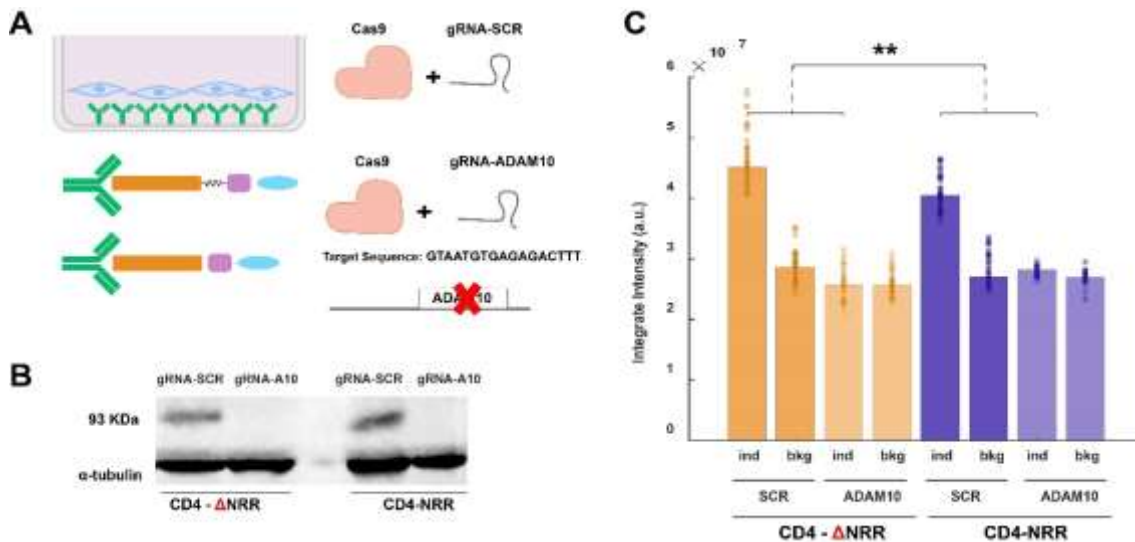 A
Cas9 gRNA-SCR
+
Cas9 gRNA-ADAM10
+
Target Sequence: GTAATGTGAGAGACTTT
ADAM10
B
gRNA-SCR gRNA-A10 gRNA-SCR gRNA-A10
93 KDa
α-tubulin
CD4 - ΔNRR CD4-NRR
C
× 10 7
**
6
5
4
3
2
1
0
Integrate Intensity (a.u.)
ind bkg ind bkg ind bkg ind bkg
SCR ADAM10 SCR ADAM10
CD4 - ΔNRR CD4-NRR